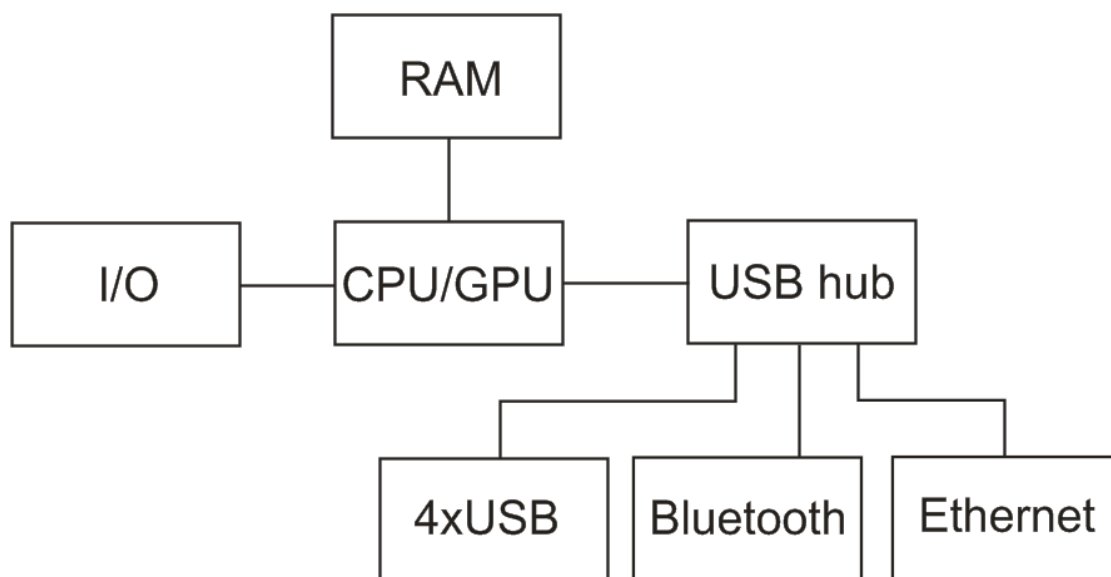 RAM
I/O
CPU/GPU
USB hub
4xUSB
Bluetooth
Ethernet